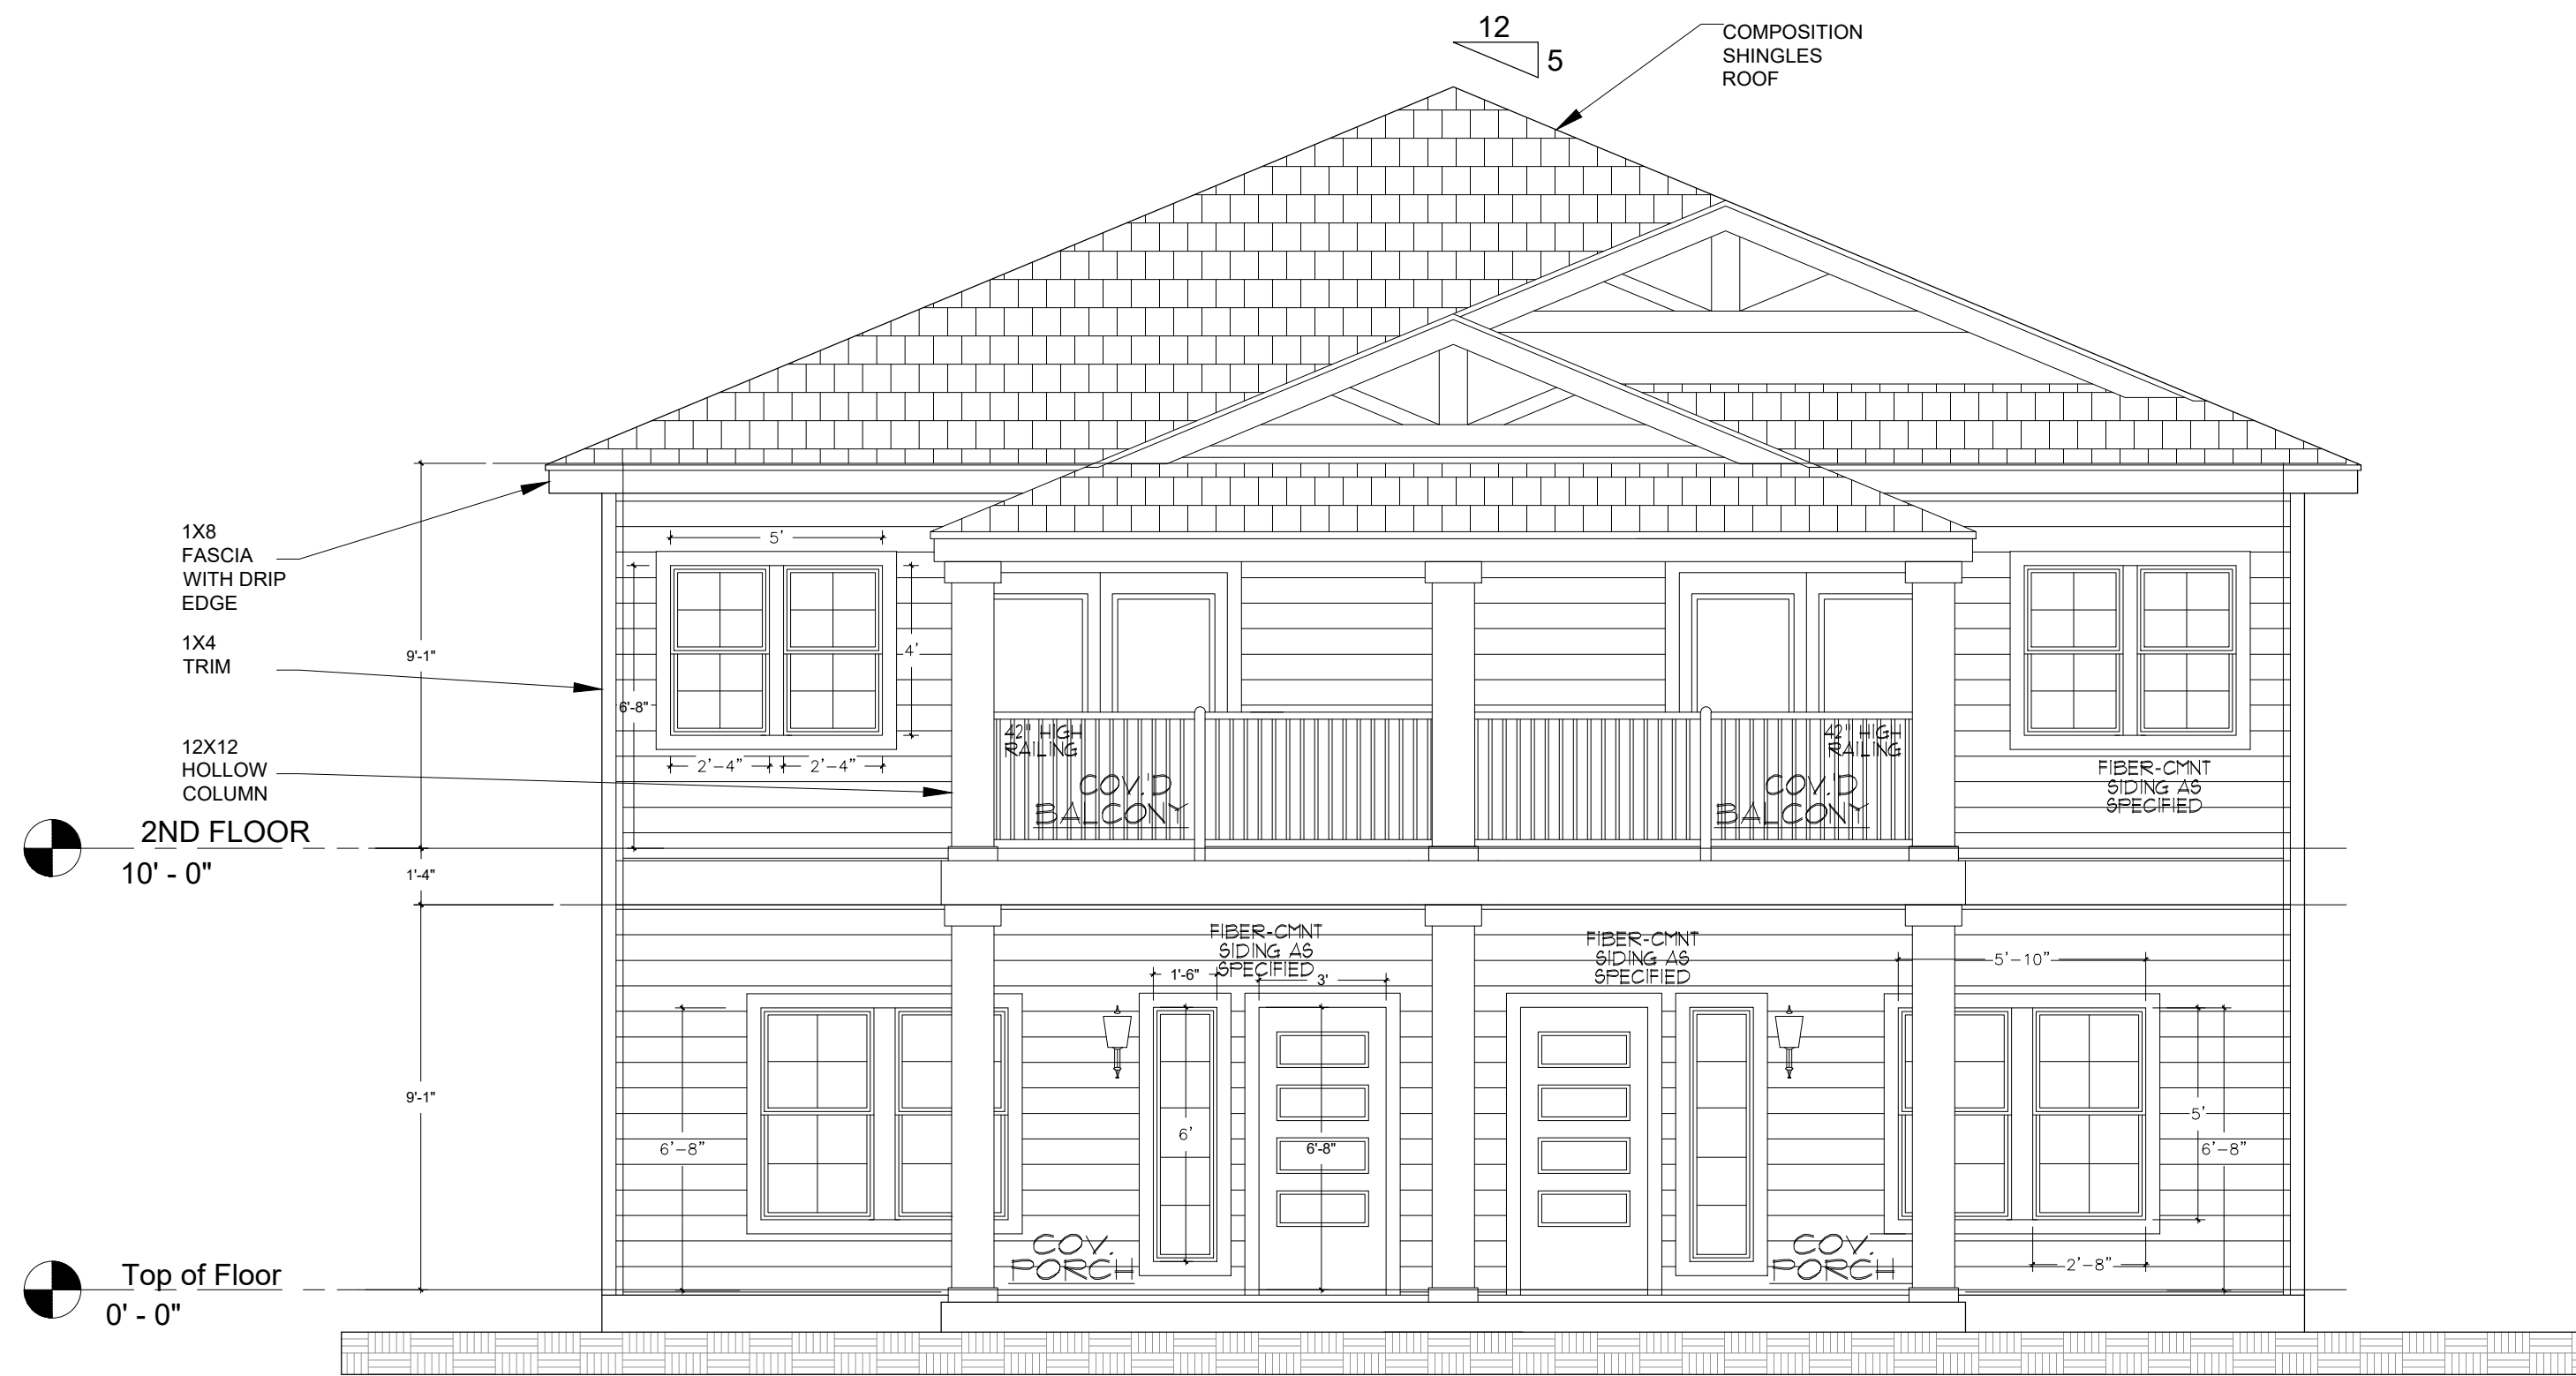 12
5
COMPOSITION
SHINGLES
ROOF
1X8
FASCIA
WITH DRIP
EDGE
1X4
TRIM
12X12
HOLLOW
COLUMN
2ND FLOOR
10' - 0"
Top of Floor
0' - 0"
9'-1"
1'-4"
9'-1"
5'
4'
6'-8"
2'-4"
2'-4"
42" HIGH
RAILING
COV.'D
BALCONY
42" HIGH
RAILING
COV.'D
BALCONY
FIBER-CMNT
SIDING AS
SPECIFIED
FIBER-CMNT
SIDING AS
SPECIFIED
FIBER-CMNT
SIDING AS
SPECIFIED
1'-6"
3'
5'-10"
6'-8"
6'
6'-8"
5'
6'-8"
COV.
PORCH
COV.
PORCH
2'-8"